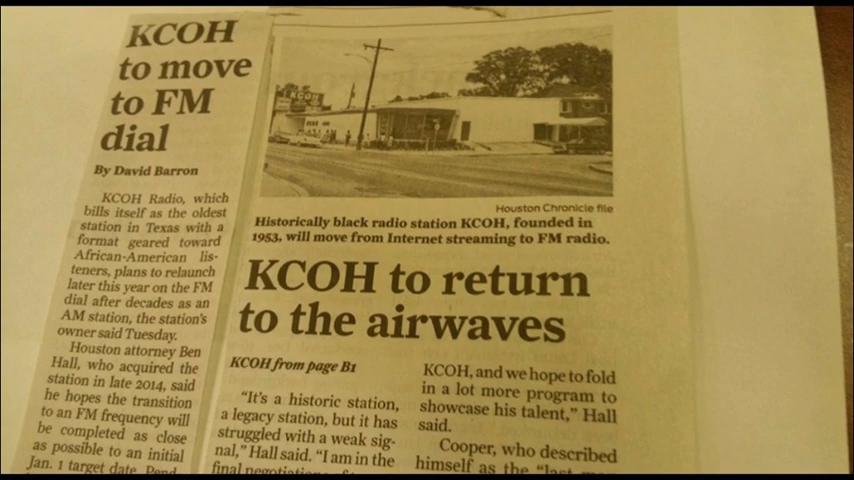 KCOH
to move
to FM
dial
By David Barron
KCOH Radio, which
bills itself as the oldest
station in Texas with a
format geared toward
African-American lis-
teners, plans to relaunch
later this year on the FM
dial after decades as an
AM station, the station's
owner said Tuesday.
Houston attorney Ben
Hall, who acquired the
station in late 2014, said
he hopes the transition
to an FM frequency will
be completed as close
as possible to an initial
Jan. 1 target date. Pend
KCOH
Houston Chronicle file
Historically black radio station KCOH, founded in
1953, will move from Internet streaming to FM radio.
KCOH to return
to the airwaves
KCOH from page B1
"It's a historic station,
a legacy station, but it has
struggled with a weak sig-
nal," Hall said. "I am in the
final
KCOH, and we hope to fold
in a lot more program to
showcase his talent," Hall
said.
Cooper, who described
himself as the "last